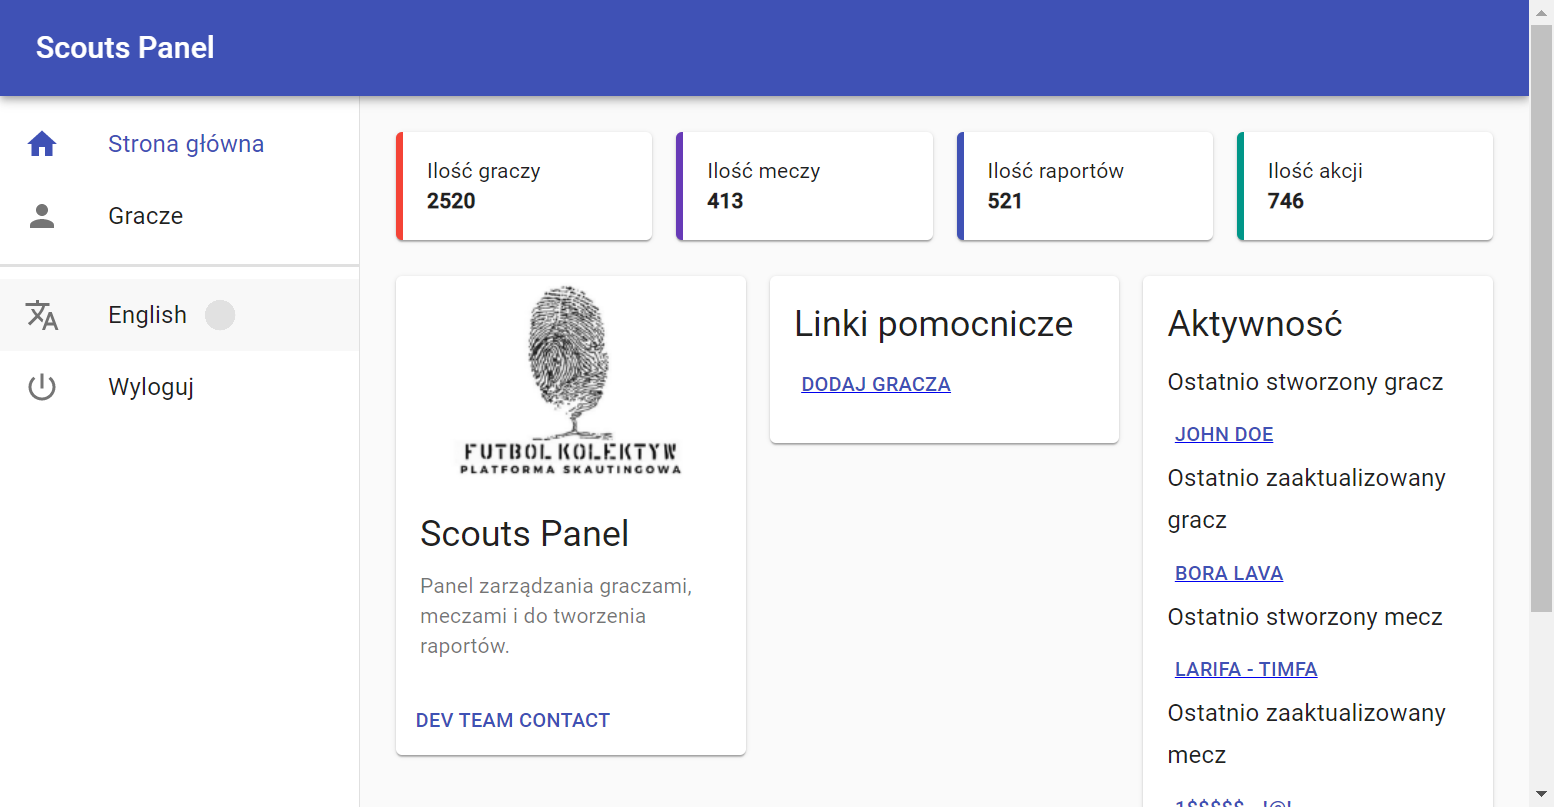 Scouts Panel
Strona główna
Gracze
English
Wyloguj
Ilość graczy
2520
Ilość meczy
413
Ilość raportów
521
Ilość akcji
746
FUTBOL KOLEKTYW
PLATFORMA SKAUTINGOWA
Scouts Panel
Panel zarządzania graczami,
meczami i do tworzenia
raportów.
DEV TEAM CONTACT
Linki pomocnicze
DODAJ GRACZA
Aktywność
Ostatnio stworzony gracz
JOHN DOE
Ostatnio zaaktualizowany
gracz
BORA LAVA
Ostatnio stworzony mecz
LARIFA - TIMFA
Ostatnio zaaktualizowany
mecz